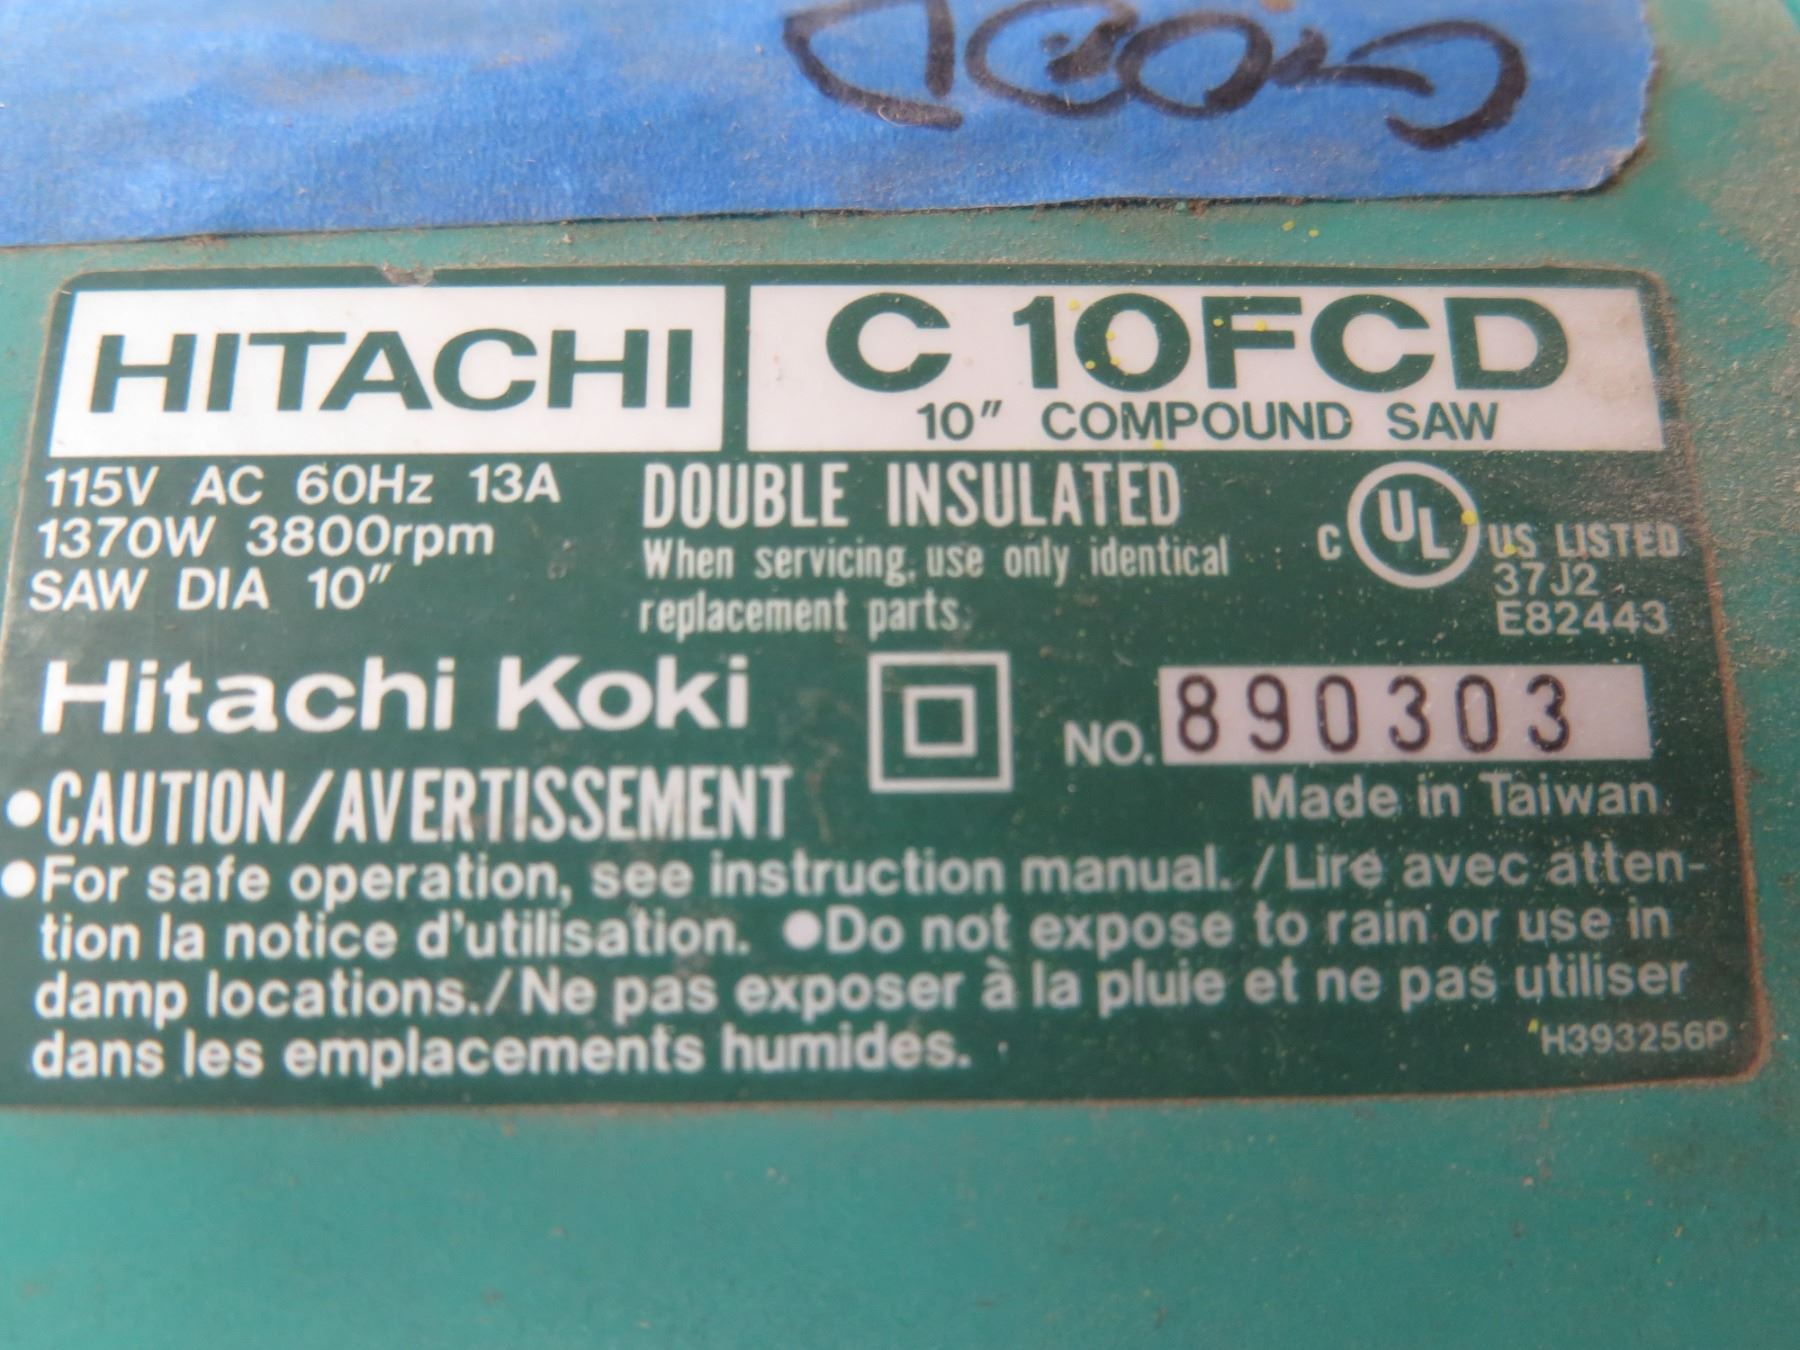 HITACHI
C 10FCD
10" COMPOUND SAW
115V AC 60Hz 13A
1370W 3800rpm
SAW DIA 10"
DOUBLE INSULATED
When servicing, use only identical
replacement parts.
C UL US LISTED
37J2
E82443
Hitachi Koki
NO. 890303
Made in Taiwan
•CAUTION/AVERTISSEMENT
•For safe operation, see instruction manual. /Lire avec atten-
tion la notice d'utilisation. •Do not expose to rain or use in
damp locations./Ne pas exposer à la pluie et ne pas utiliser
dans les emplacements humides.
H393256P